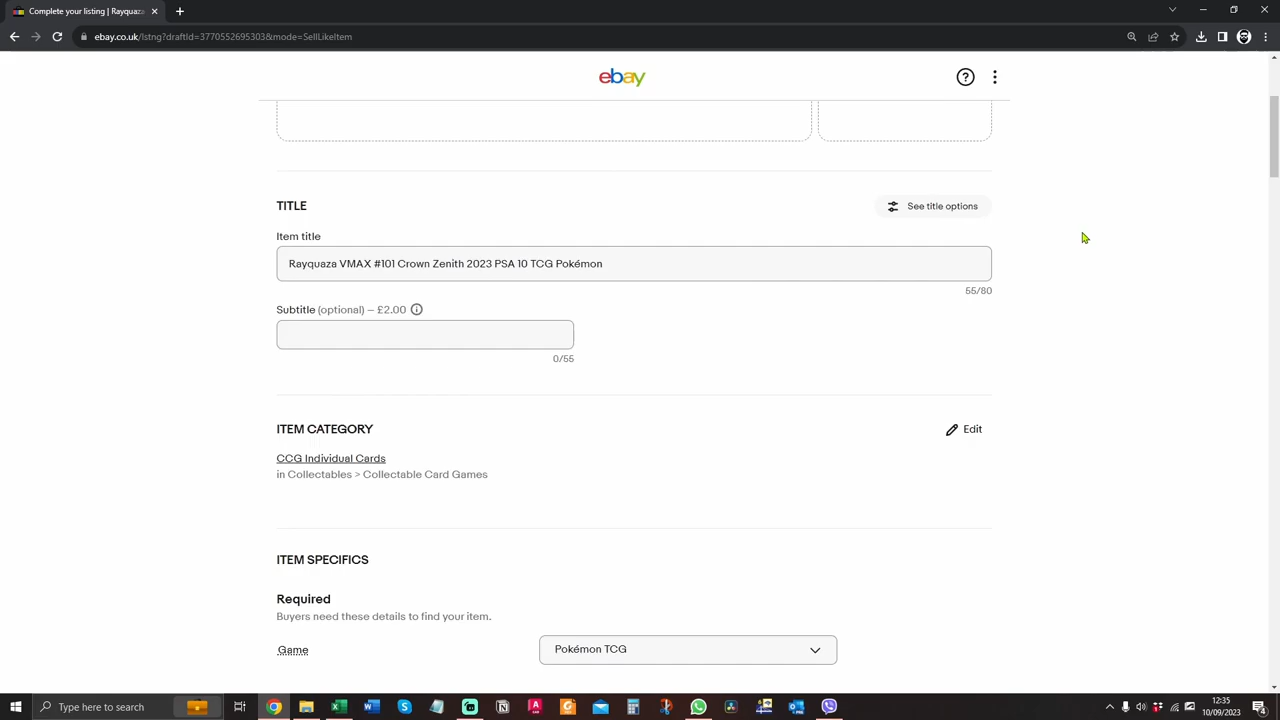 Complete your listing | Rayquaz
ebay.co.uk/lstng?draftId=3770552695303&mode=SellLikeItem
ebay
TITLE
See title options
Item title
Rayquaza VMAX #101 Crown Zenith 2023 PSA 10 TCG Pokémon
55/80
Subtitle (optional) – £2.00
0/55
ITEM CATEGORY
Edit
CCG Individual Cards
in Collectables > Collectable Card Games
ITEM SPECIFICS
Required
Buyers need these details to find your item.
Game
Pokémon TCG
Type here to search
12:35
10/09/2023